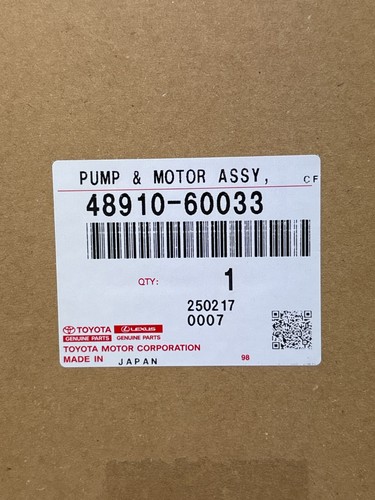 PUMP & MOTOR ASSY, CF
48910-60033
QTY: 1
250217
0007
TOYOTA LEXUS
GENUINE PARTS GENUINE PARTS
TOYOTA MOTOR CORPORATION
MADE IN JAPAN 98